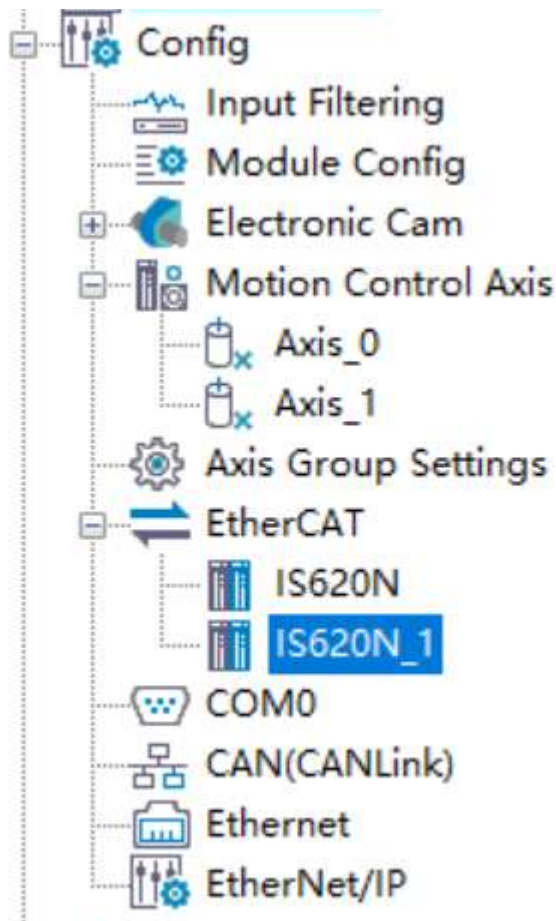 Config
Input Filtering
Module Config
Electronic Cam
Motion Control Axis
Axis_0
Axis_1
Axis Group Settings
EtherCAT
IS620N
IS620N_1
COM0
CAN(CANLink)
Ethernet
EtherNet/IP